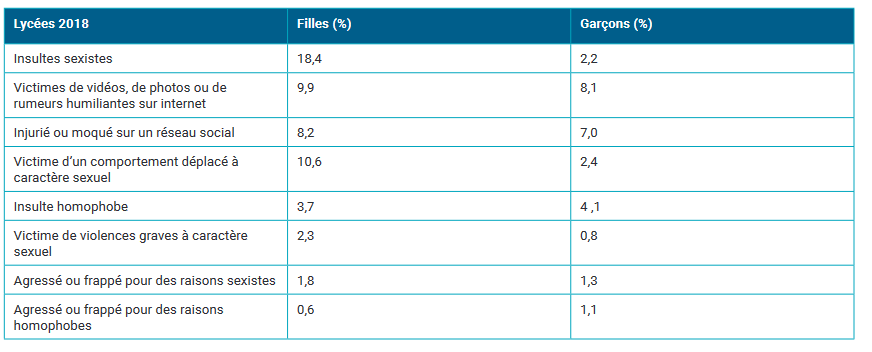 Lycées 2018 Filles (%) Garçons (%)
Insultes sexistes 18,4 2,2
Victimes de vidéos, de photos ou de 9,9 8,1
rumeurs humiliantes sur internet
Injurié ou moqué sur un réseau social 8,2 7,0
Victime d’un comportement déplacé à 10,6 2,4
caractère sexuel
Insulte homophobe 3,7 4 ,1
Victime de violences graves à caractère 2,3 0,8
sexuel
Agressé ou frappé pour des raisons sexistes 1,8 1,3
Agressé ou frappé pour des raisons 0,6 1,1
homophobes